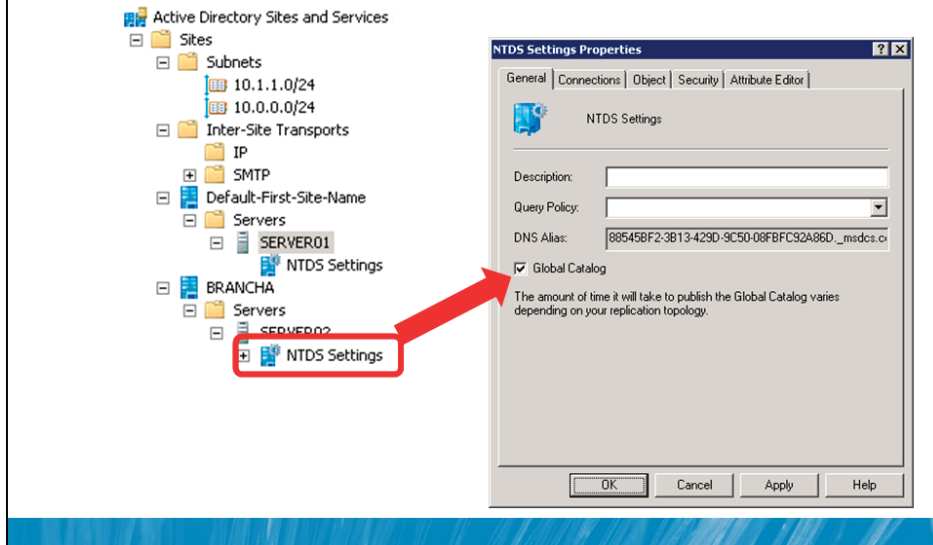 Active Directory Sites and Services
Sites
Subnets
10.1.1.0/24
10.0.0.0/24
Inter-Site Transports
IP
SMTP
Default-First-Site-Name
Servers
SERVER01
NTDS Settings
BRANCHA
Servers
SERVER02
NTDS Settings
NTDS Settings Properties
General Connections Object Security Attribute Editor
NTDS Settings
Description:
Query Policy:
DNS Alias: 88545BF2-3B13-429D-9C50-08FBFC92A86D._msdcs.c
Global Catalog
The amount of time it will take to publish the Global Catalog varies
depending on your replication topology.
OK Cancel Apply Help